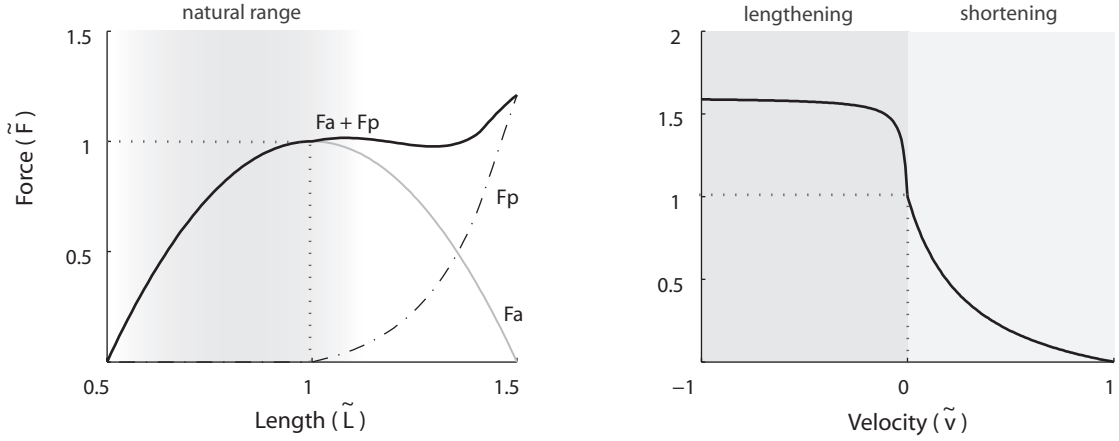 natural range
1.5
1
0.5
Force ( F̃ )
Fa + Fp
Fp
Fa
0.5
1
1.5
Length ( L̃ )
lengthening
shortening
2
1.5
1
0.5
−1
0
1
Velocity ( ṽ )